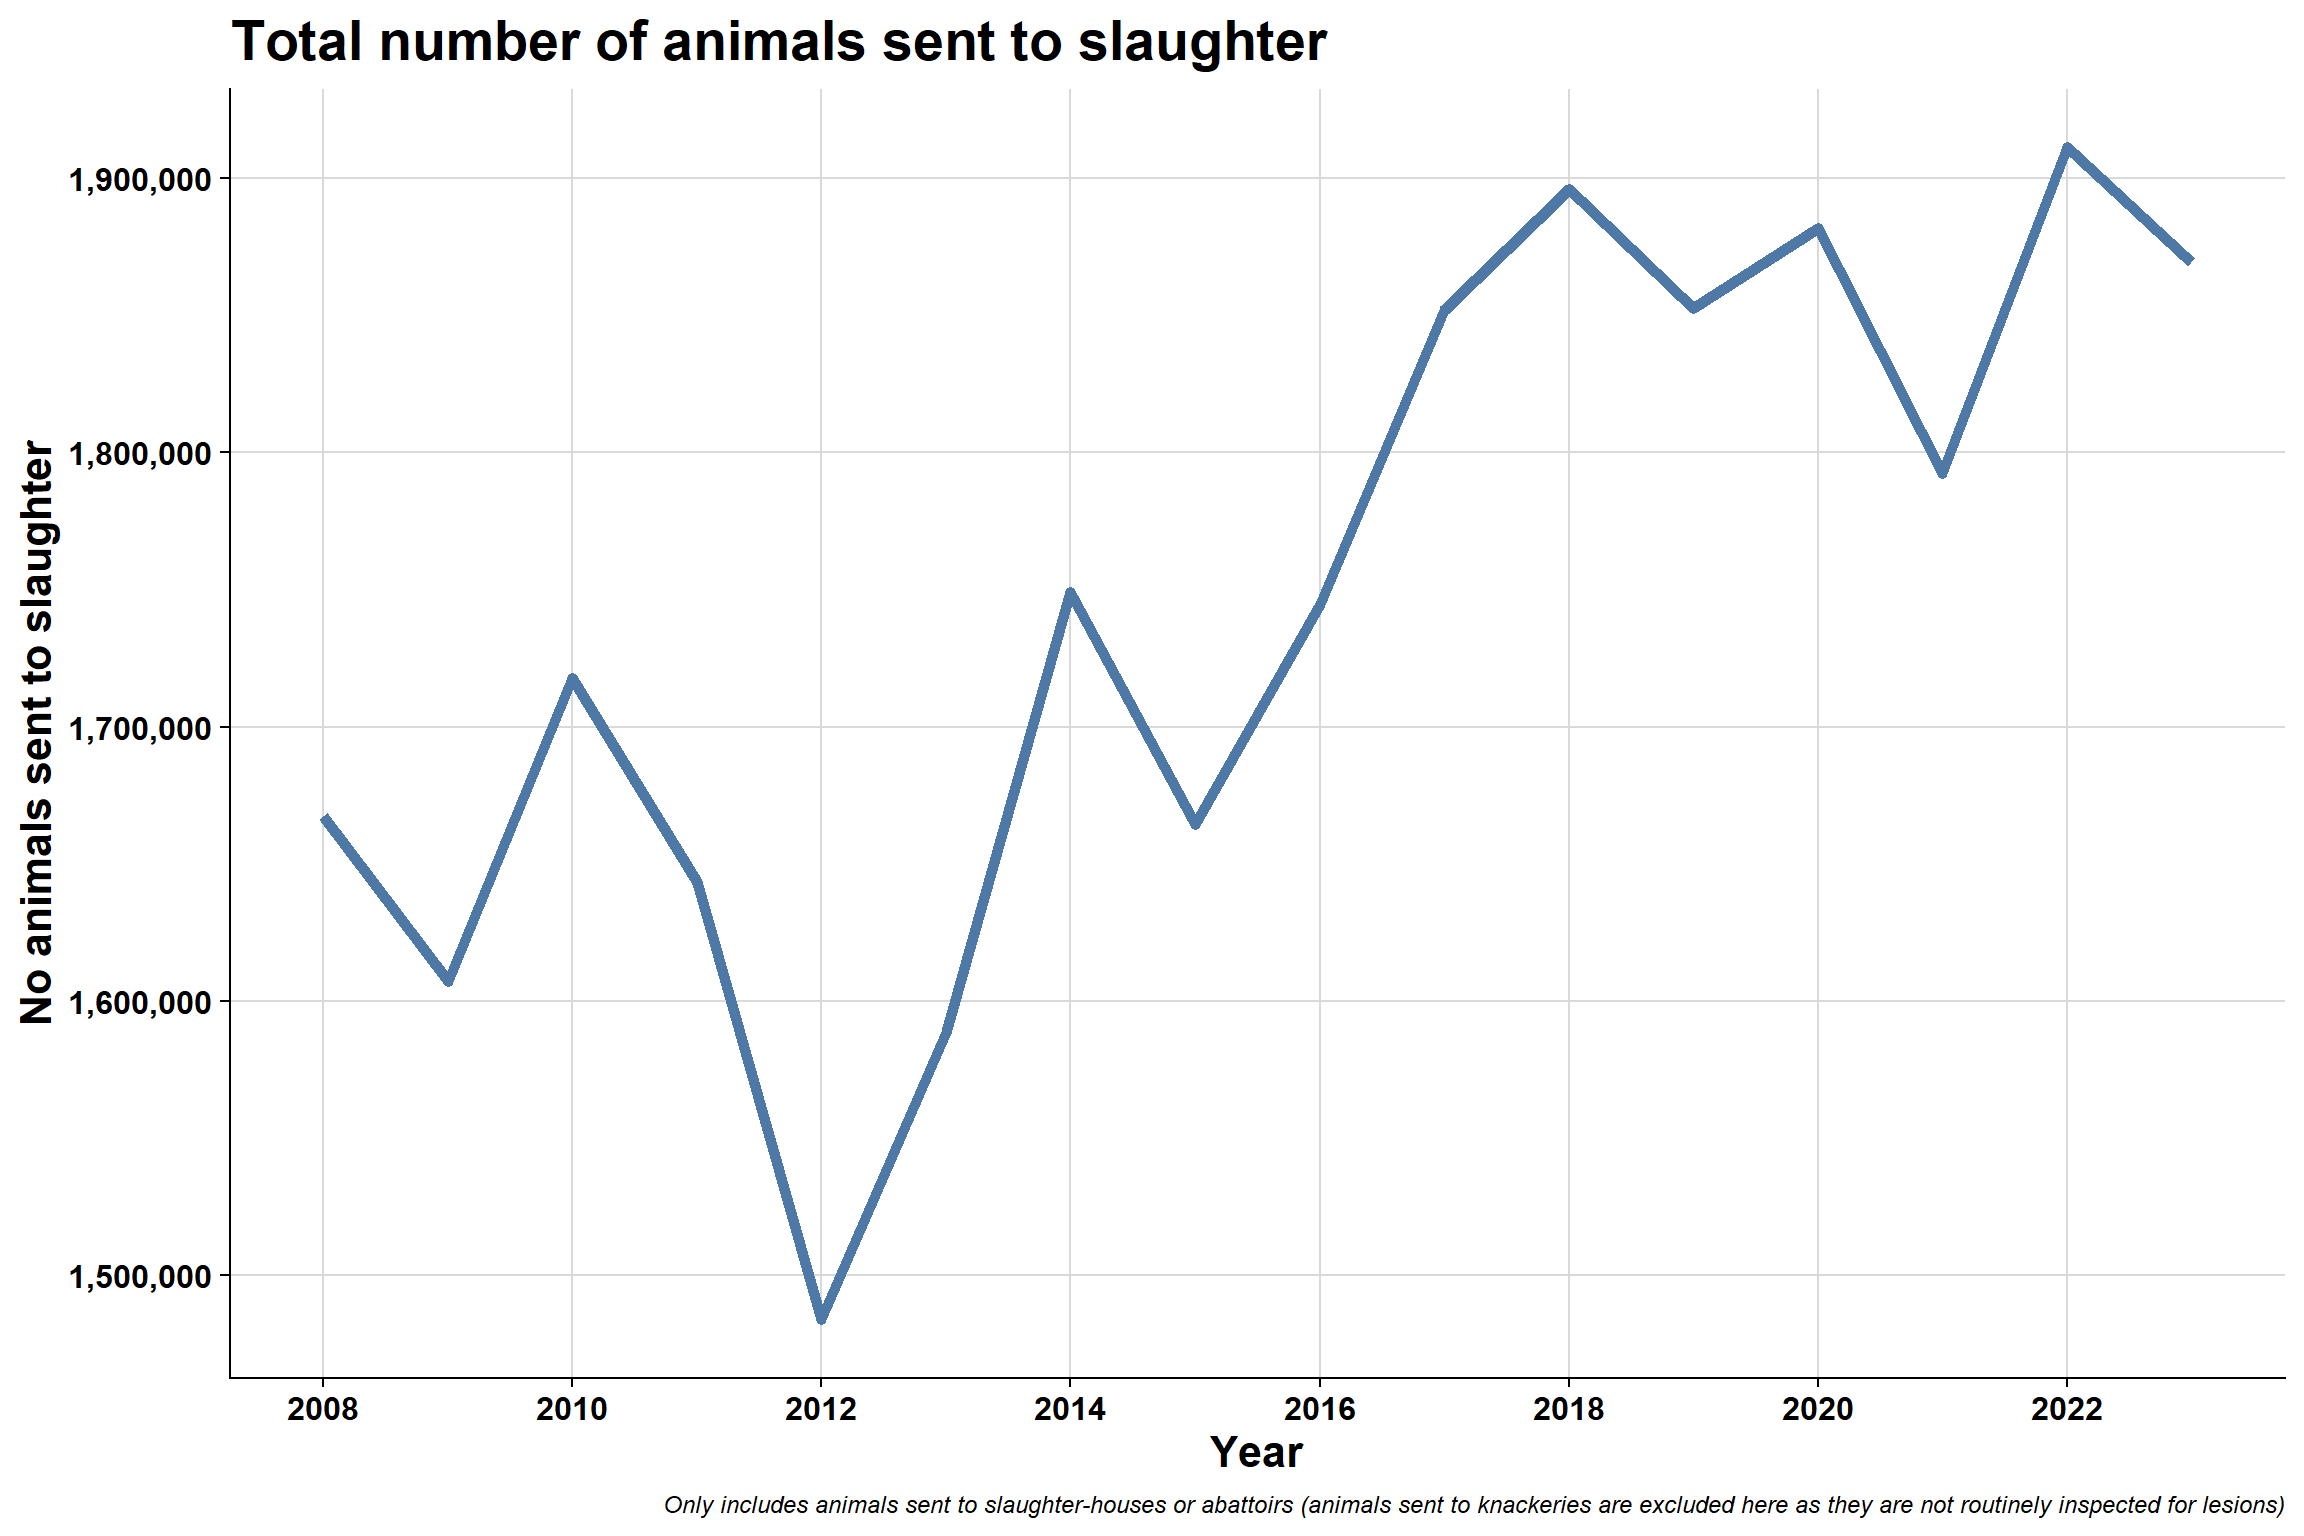 Total number of animals sent to slaughter
No animals sent to slaughter
1,900,000
1,800,000
1,700,000
1,600,000
1,500,000
2008 2010 2012 2014 2016 2018 2020 2022
Year
Only includes animals sent to slaughter-houses or abattoirs (animals sent to knackeries are excluded here as they are not routinely inspected for lesions)